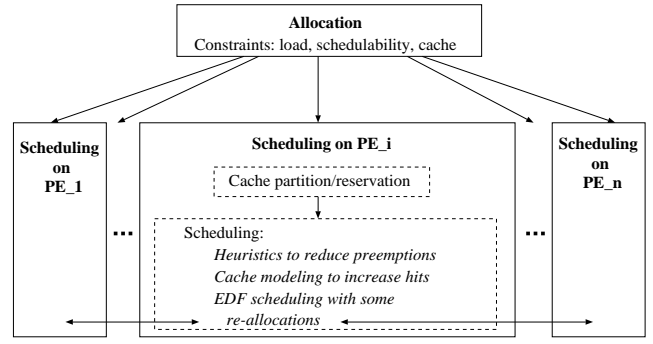 Allocation
Constraints: load, schedulability, cache
Scheduling
on
PE_1
...
Scheduling on PE_i
Cache partition/reservation
Scheduling:
Heuristics to reduce preemptions
Cache modeling to increase hits
EDF scheduling with some
re-allocations
...
Scheduling
on
PE_n